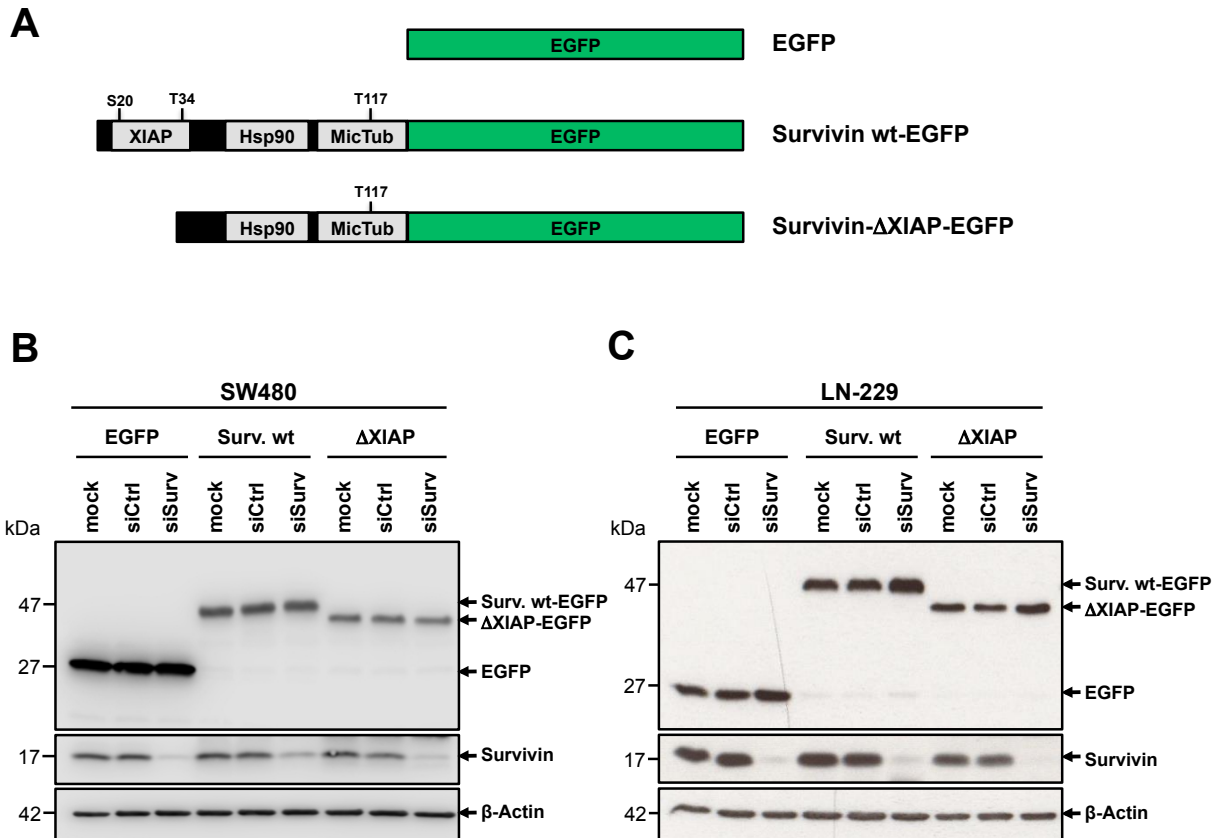 A
EGFP EGFP
S20 T34 T117
XIAP Hsp90 MicTub EGFP Survivin wt-EGFP
T117
Hsp90 MicTub EGFP Survivin-ΔXIAP-EGFP
B
SW480
EGFP Surv. wt ΔXIAP
mock siCtrl siSurv mock siCtrl siSurv mock siCtrl siSurv
kDa
47 Surv. wt-EGFP
ΔXIAP-EGFP
27 EGFP
17 Survivin
42 β-Actin
C
LN-229
EGFP Surv. wt ΔXIAP
mock siCtrl siSurv mock siCtrl siSurv mock siCtrl siSurv
kDa
47 Surv. wt-EGFP
ΔXIAP-EGFP
27 EGFP
17 Survivin
42 β-Actin